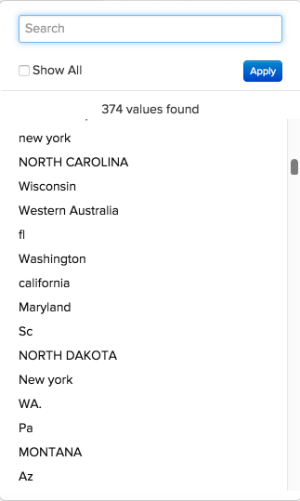 Search
Show All
Apply
374 values found
new york
NORTH CAROLINA
Wisconsin
Western Australia
fl
Washington
california
Maryland
Sc
NORTH DAKOTA
New york
WA.
Pa
MONTANA
Az